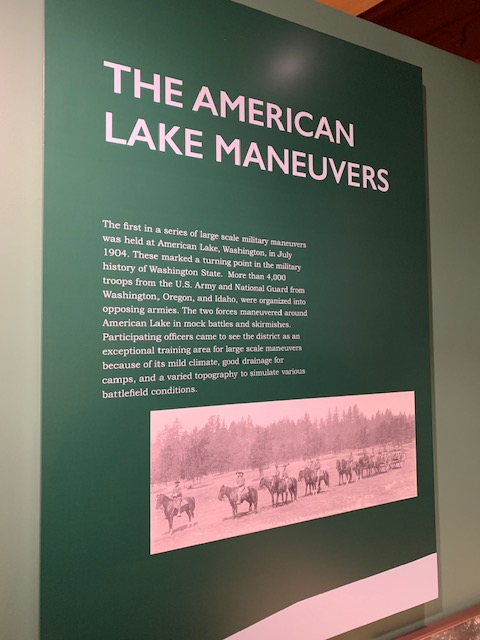 THE AMERICAN
LAKE MANEUVERS
The first in a series of large scale military maneuvers
was held at American Lake, Washington, in July
1904. These marked a turning point in the military
history of Washington State. More than 4,000
troops from the U.S. Army and National Guard from
Washington, Oregon, and Idaho, were organized into
opposing armies. The two forces maneuvered around
American Lake in mock battles and skirmishes.
Participating officers came to see the district as an
exceptional training area for large scale maneuvers
because of its mild climate, good drainage for
camps, and a varied topography to simulate various
battlefield conditions.